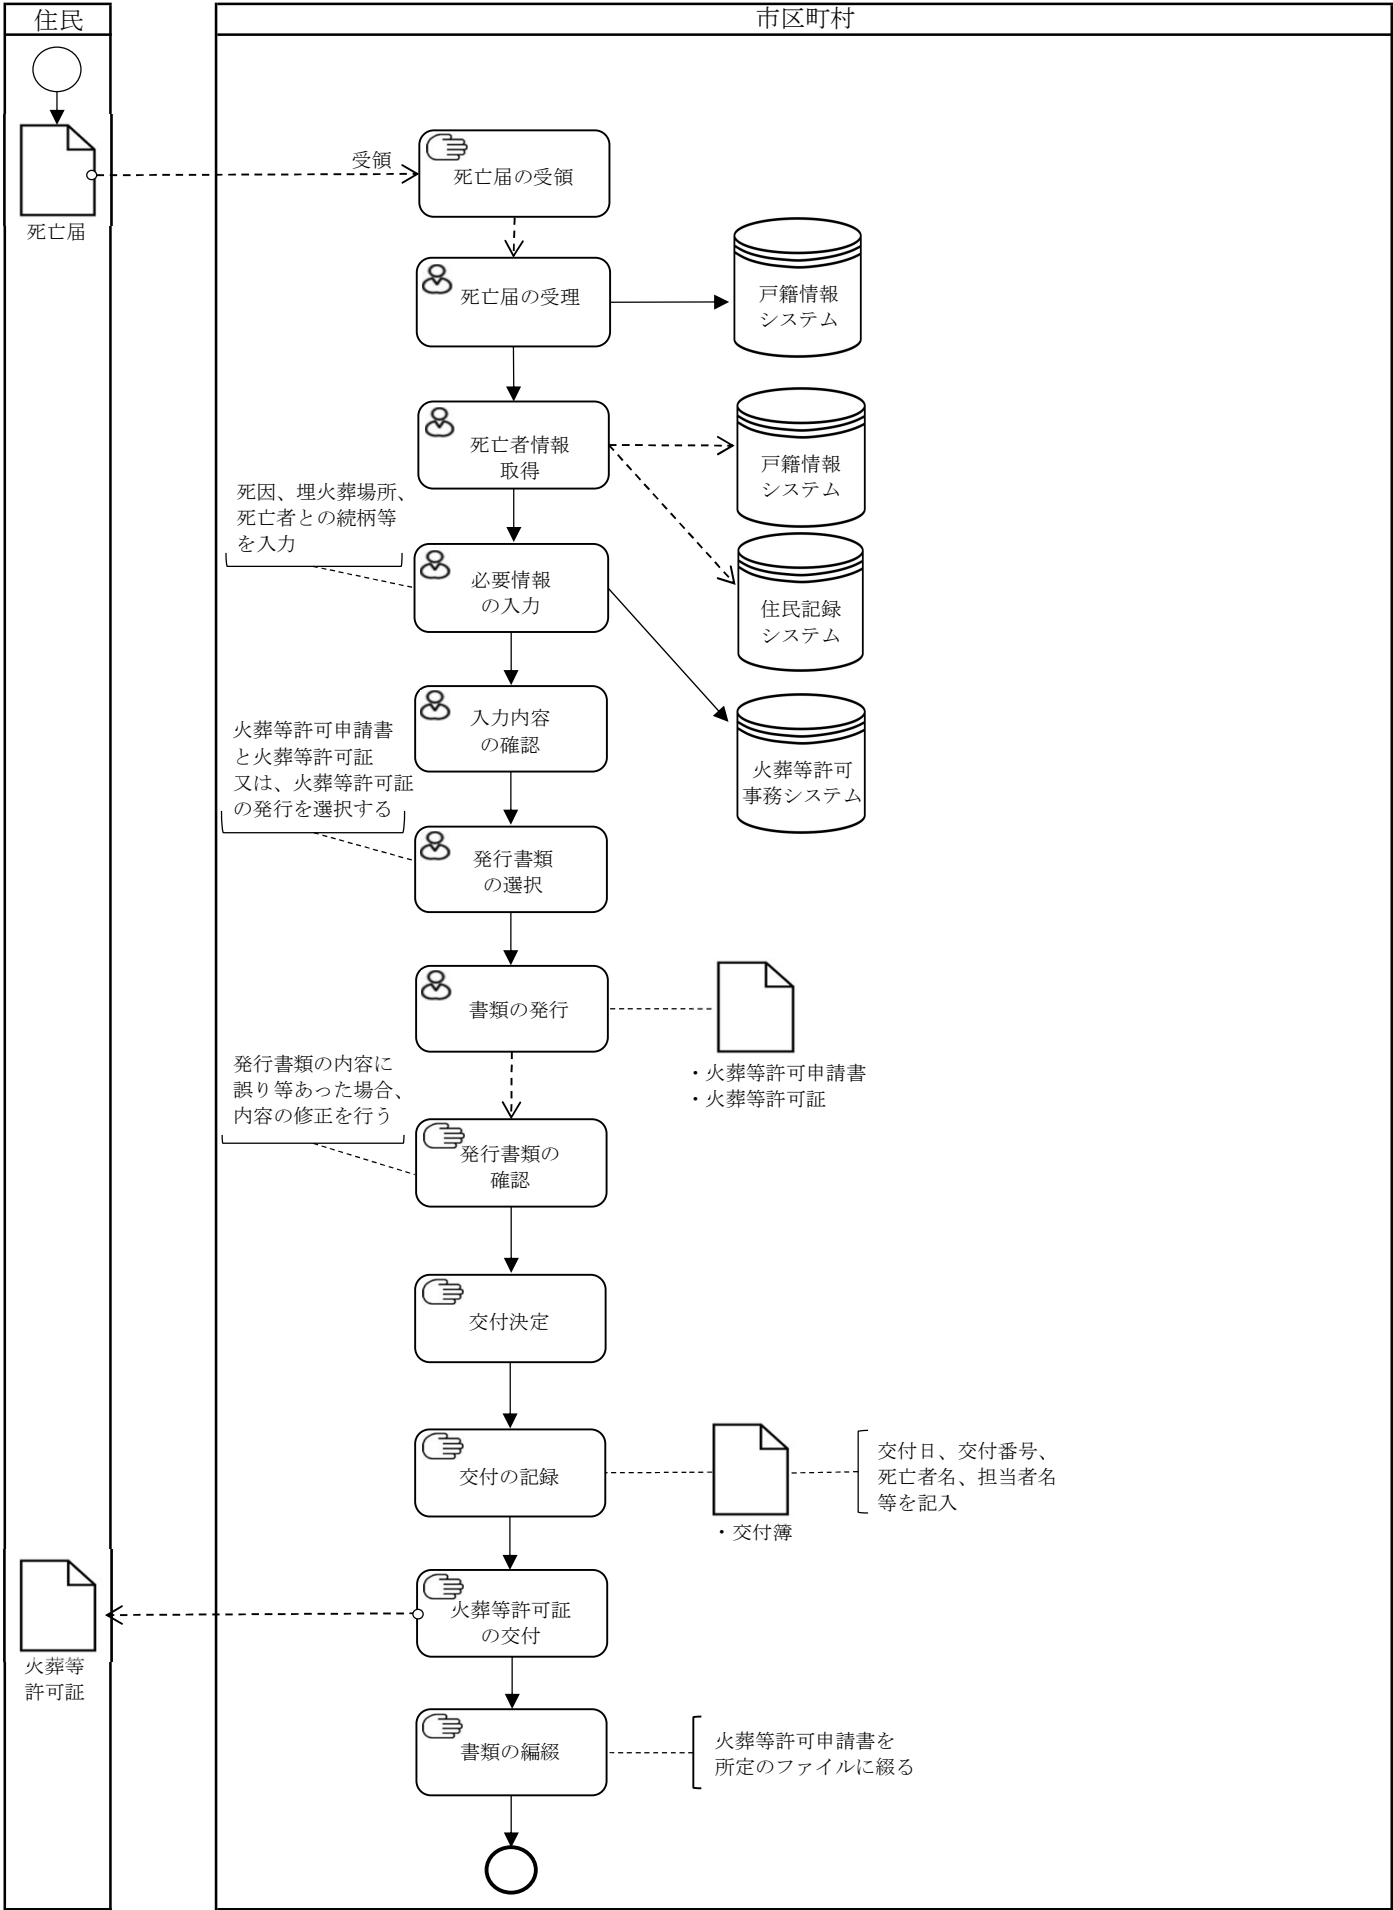 住民
市区町村
受領
死亡届
死亡届の受領
死亡届の受理
戸籍情報
システム
死亡者情報
取得
戸籍情報
システム
死因、埋火葬場所、
死亡者との続柄等
を入力
必要情報
の入力
住民記録
システム
入力内容
の確認
火葬等許可
事務システム
火葬等許可申請書
と火葬等許可証
又は、火葬等許可証
の発行を選択する
発行書類
の選択
書類の発行
・火葬等許可申請書
・火葬等許可証
発行書類の内容に
誤り等あった場合、
内容の修正を行う
発行書類の
確認
交付決定
交付の記録
・交付簿
交付日、交付番号、
死亡者名、担当者名
等を記入
火葬等許可証
の交付
火葬等
許可証
書類の編綴
火葬等許可申請書を
所定のファイルに綴る